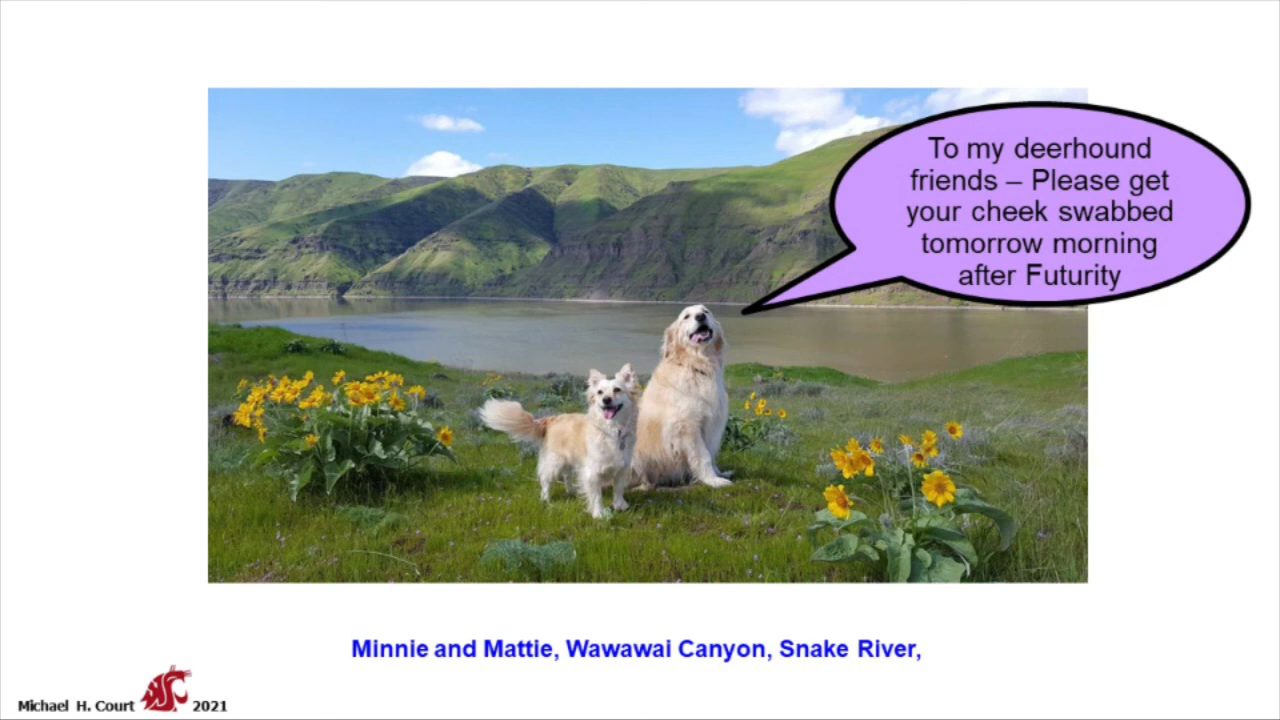 To my deerhound
friends – Please get
your cheek swabbed
tomorrow morning
after Futurity
Minnie and Mattie, Wawawai Canyon, Snake River,
Michael H. Court WSC 2021